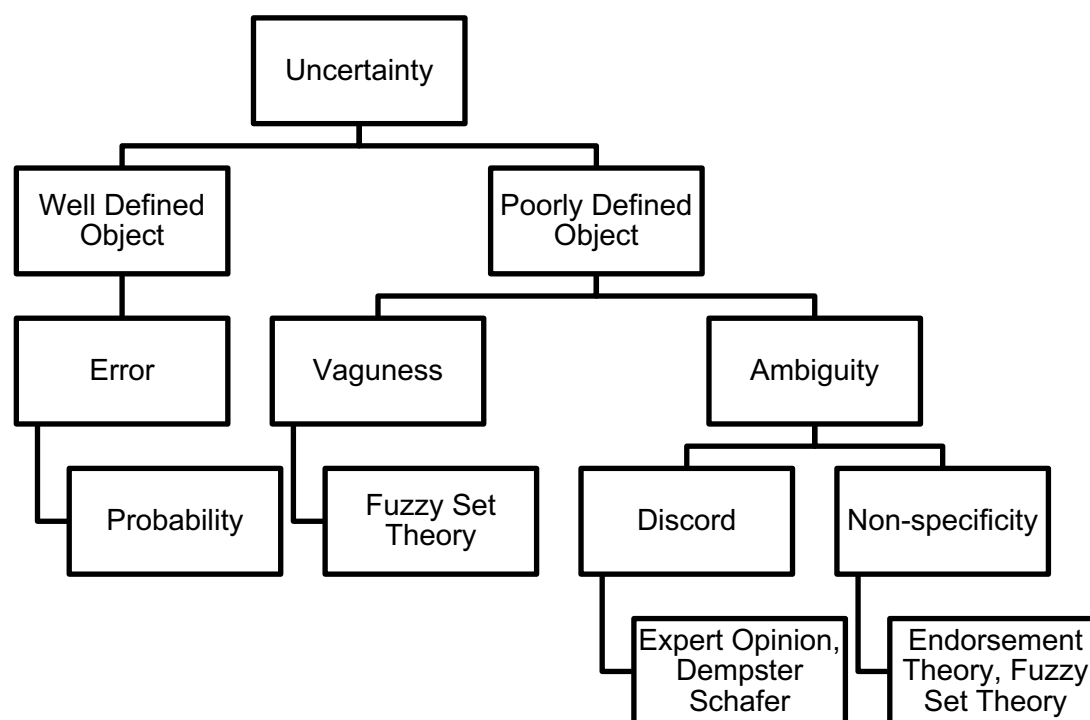 Uncertainty
Well Defined
Object
Poorly Defined
Object
Error
Vaguness
Ambiguity
Probability
Fuzzy Set
Theory
Discord
Non-specificity
Expert Opinion,
Dempster
Schafer
Endorsement
Theory, Fuzzy
Set Theory